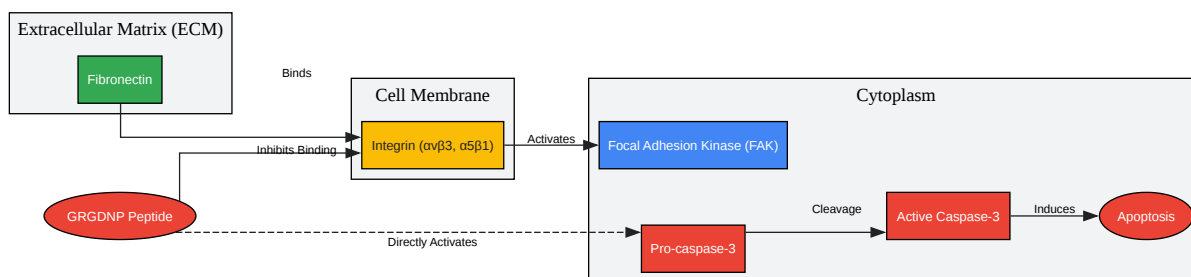 Extracellular Matrix (ECM)
Fibronectin
Binds
Cell Membrane
Cytoplasm
Integrin (αvβ3, α5β1)
Activates
Focal Adhesion Kinase (FAK)
Inhibits Binding
GRGDNP Peptide
Directly Activates
Pro-caspase-3
Cleavage
Active Caspase-3
Induces
Apoptosis